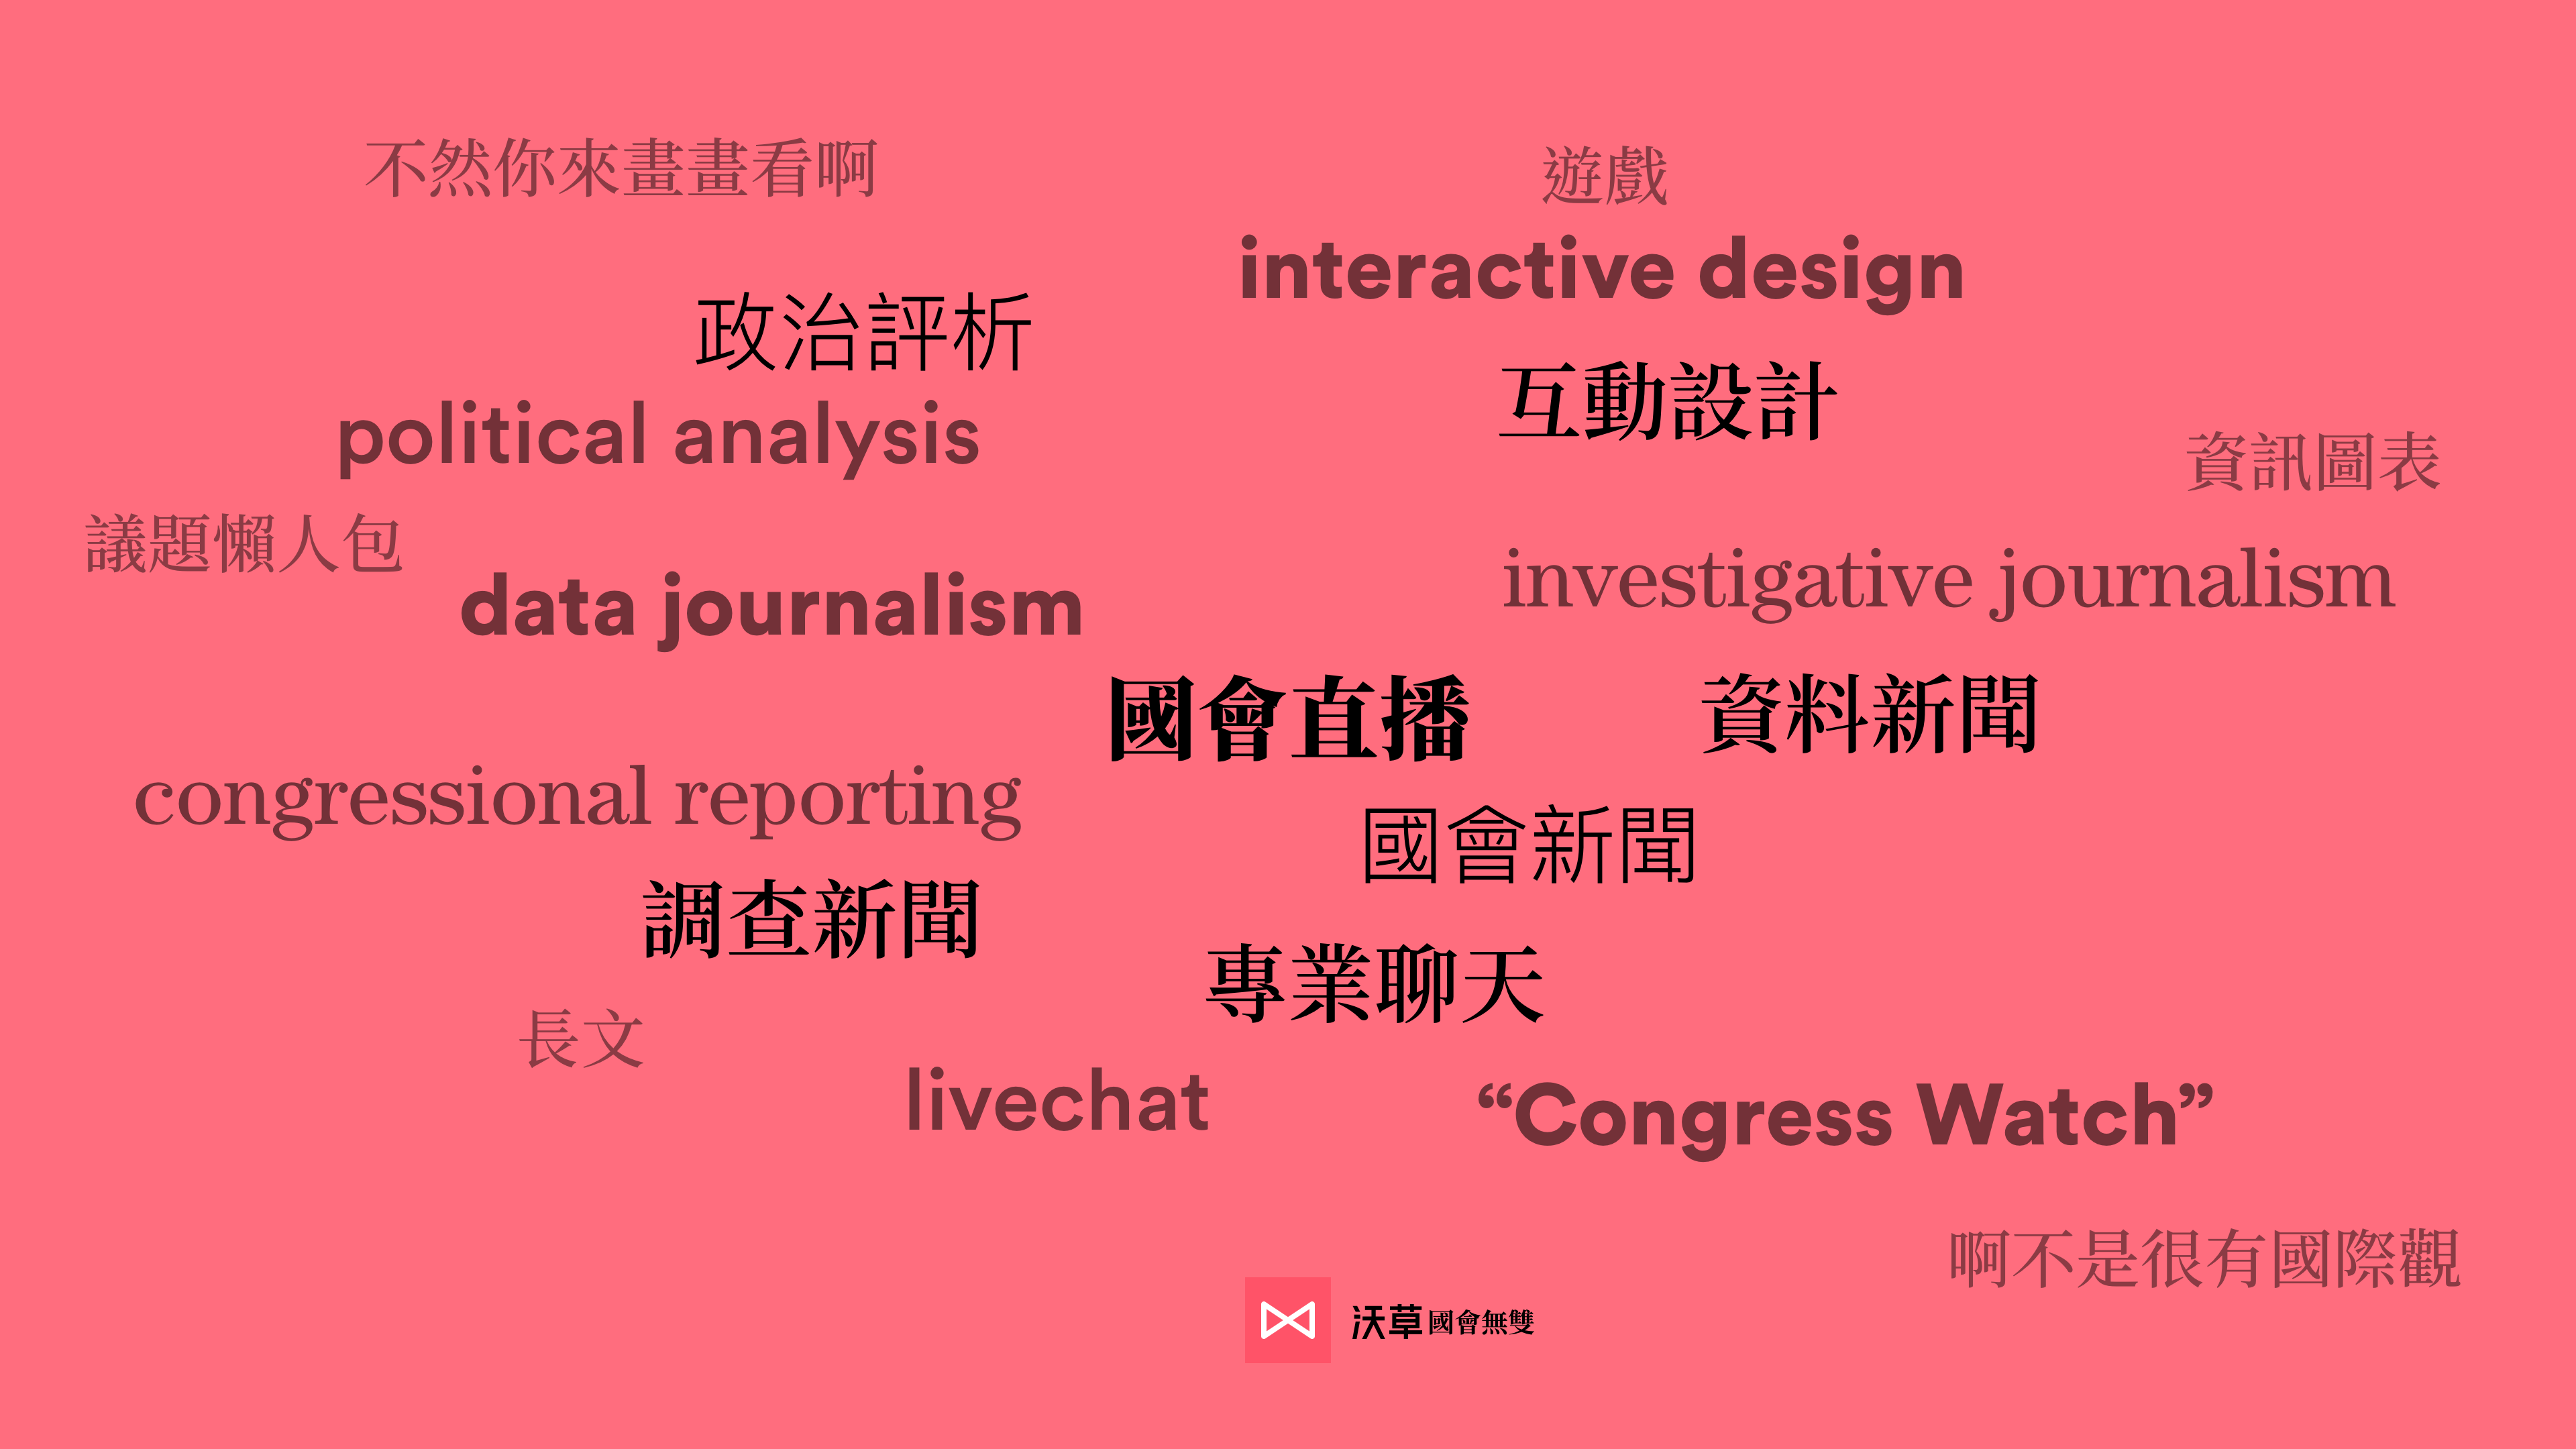 不然你來畫畫看啊
遊戲
interactive design
政治評析
互動設計
political analysis
資訊圖表
議題懶人包
data journalism
investigative journalism
國會直播
資料新聞
congressional reporting
國會新聞
調查新聞
專業聊天
長文
livechat
“Congress Watch”
啊不是很有國際觀
沃草國會無雙